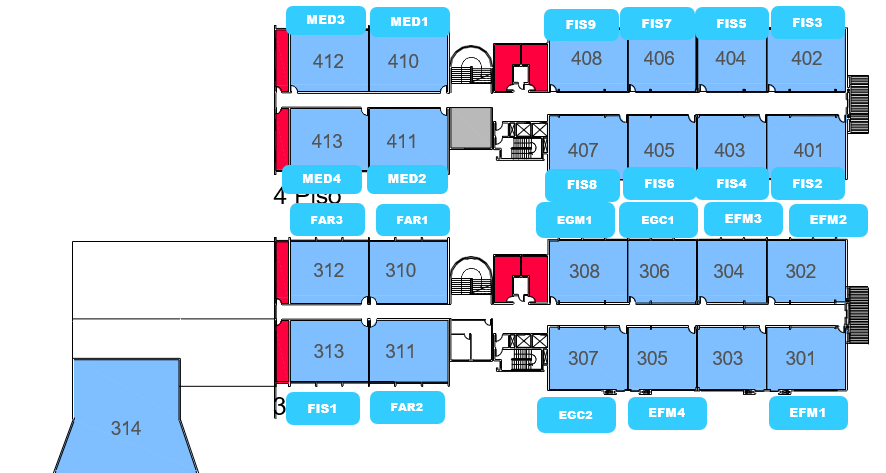 MED3 MED1 FIS9 FIS7 FIS5 FIS3
412 410 408 406 404 402
413 411 407 405 403 401
MED4 MED2 FIS8 FIS6 FIS4 FIS2
4 Piso
FAR3 FAR1 EGM1 EGC1 EFM3 EFM2
312 310 308 306 304 302
313 311 307 305 303 301
3
FIS1 FAR2 EGC2 EFM4 EFM1
314